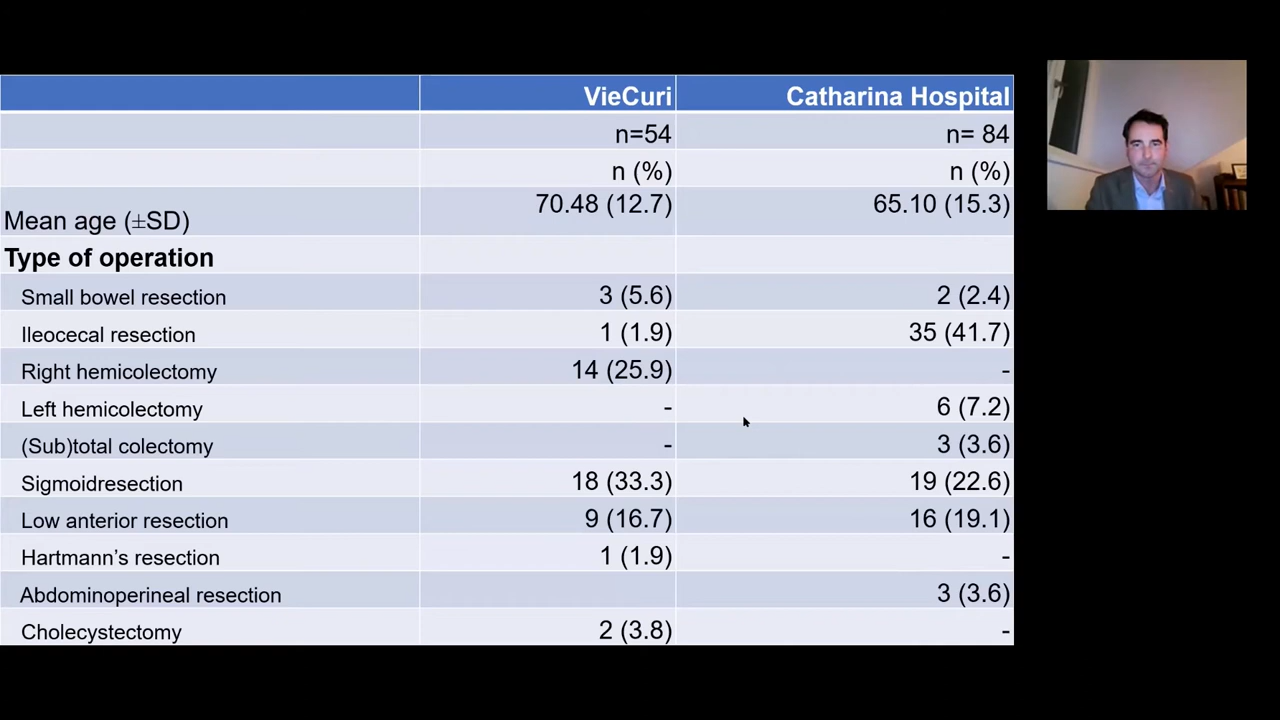 VieCuri Catharina Hospital
n=54 n= 84
n (%) n (%)
Mean age (±SD) 70.48 (12.7) 65.10 (15.3)
Type of operation
Small bowel resection 3 (5.6) 2 (2.4)
Ileocecal resection 1 (1.9) 35 (41.7)
Right hemicolectomy 14 (25.9) -
Left hemicolectomy - 6 (7.2)
(Sub)total colectomy - 3 (3.6)
Sigmoidresection 18 (33.3) 19 (22.6)
Low anterior resection 9 (16.7) 16 (19.1)
Hartmann’s resection 1 (1.9) -
Abdominoperineal resection 3 (3.6)
Cholecystectomy 2 (3.8) -